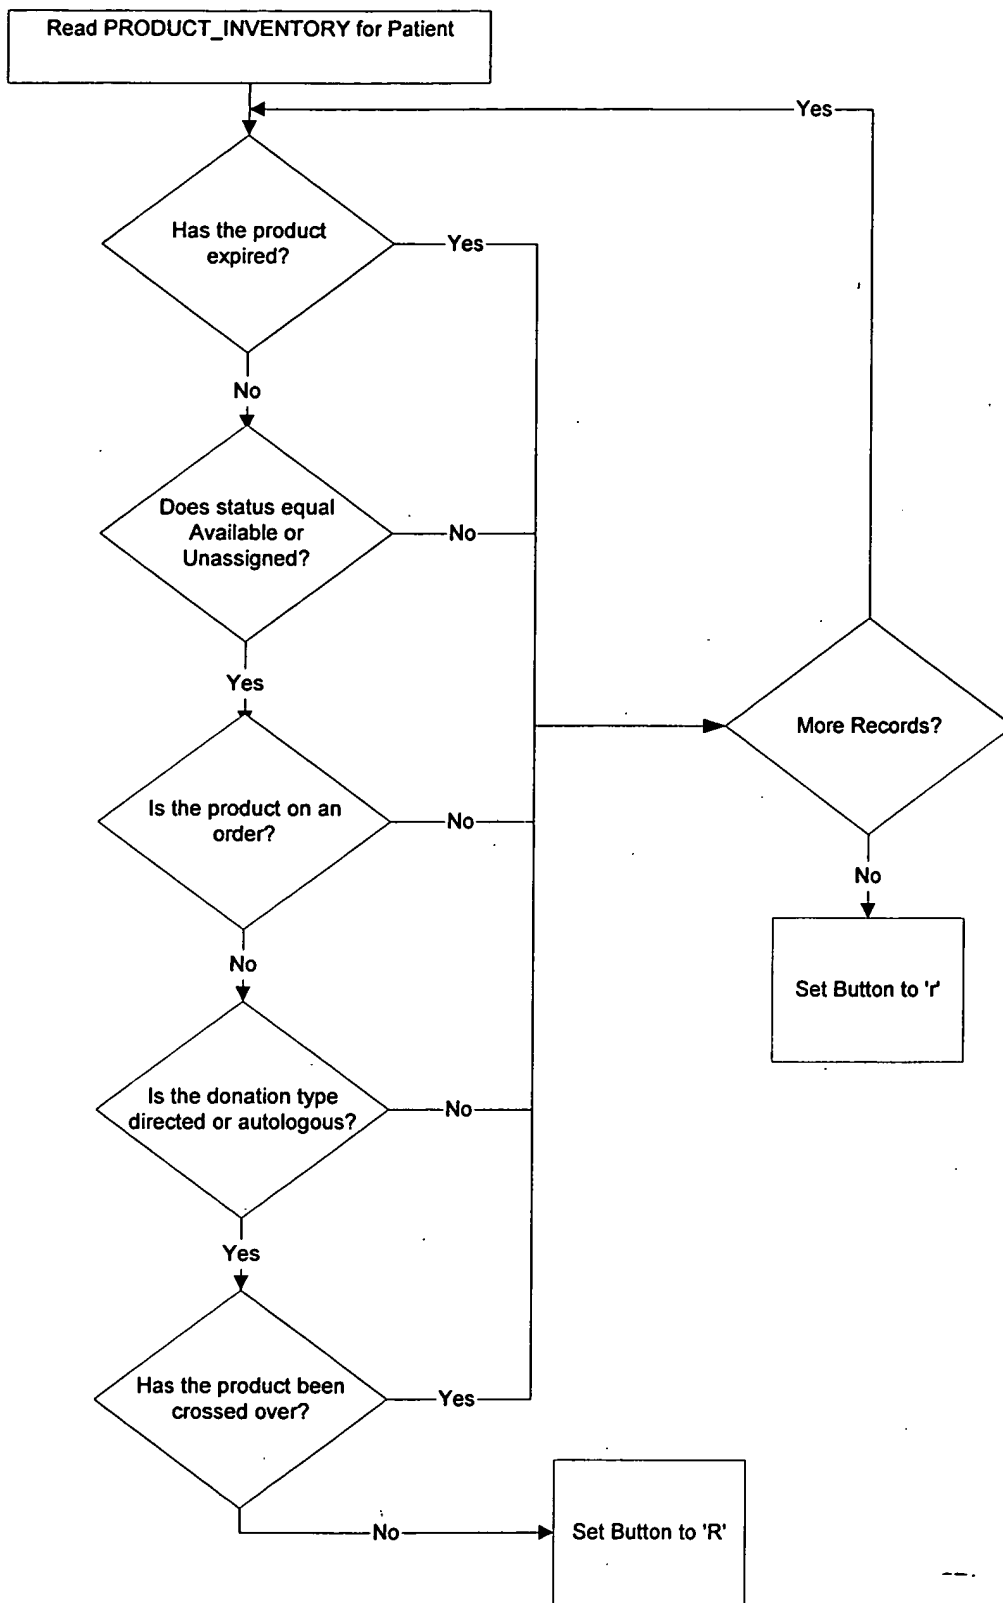 Read PRODUCT_INVENTORY for Patient
Yes
Has the product
expired?
Yes
No
Does status equal
Available or
Unassigned?
No
Yes
More Records?
Is the product on an
order?
No
No
Set Button to 'r'
No
Is the donation type
directed or autologous?
No
Yes
Has the product been
crossed over?
Yes
No
Set Button to 'R'